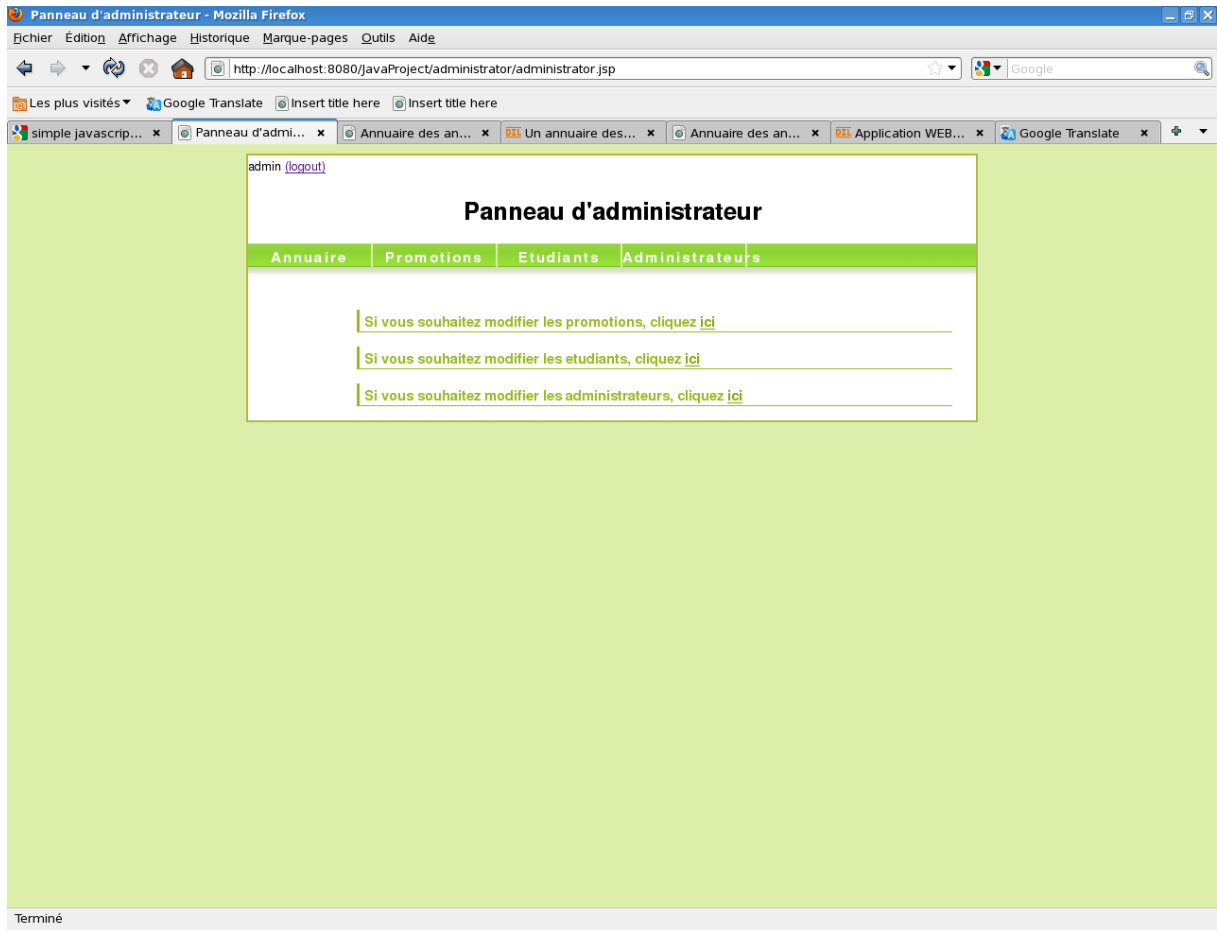 Panneau d'administrateur - Mozilla Firefox
Fichier Édition Affichage Historique Marque-pages Outils Aide
http://localhost:8080/JavaProject/administrator/administrator.jsp Google
Les plus visités Google Translate Insert title here Insert title here
simple javascrip... Panneau d'admi... Annuaire des an... DIL Un annuaire des... Annuaire des an... DIL Application WEB... Google Translate
admin (logout)
Panneau d'administrateur
Annuaire Promotions Etudiants Administrateurs
Si vous souhaitez modifier les promotions, cliquez ici
Si vous souhaitez modifier les etudiants, cliquez ici
Si vous souhaitez modifier les administrateurs, cliquez ici
Terminé